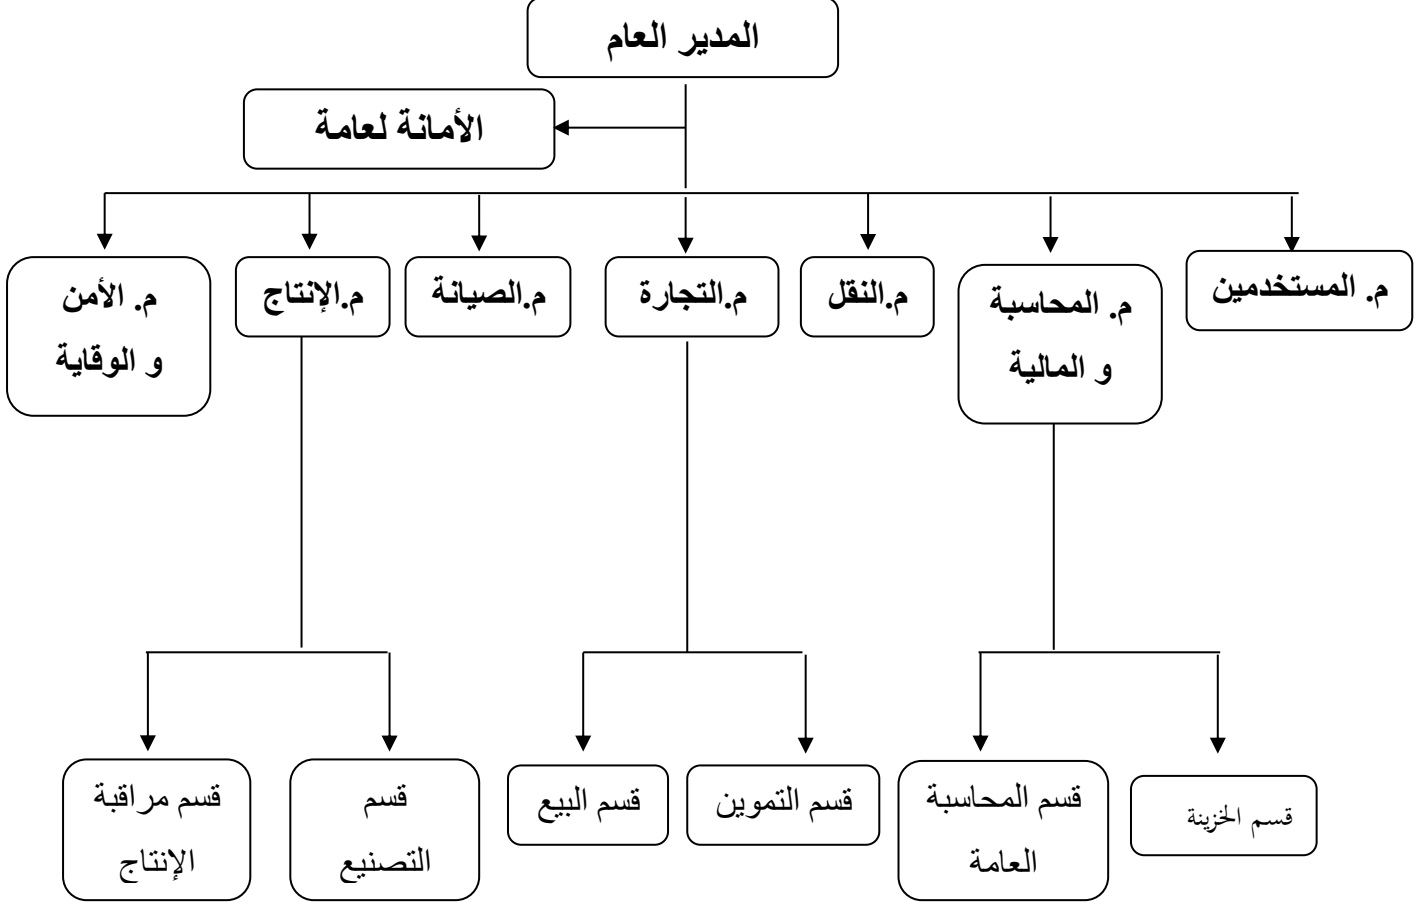 المدير العام
الأمانة لعامة
م. المستخدمين
م. المحاسبة
و المالية
م.النقل
م.التجارة
م.الصيانة
م.الإنتاج
م. الأمن
و الوقاية
قسم الخزينة
قسم المحاسبة
العامة
قسم التموين
قسم البيع
قسم
التصنيع
قسم مراقبة
الإنتاج